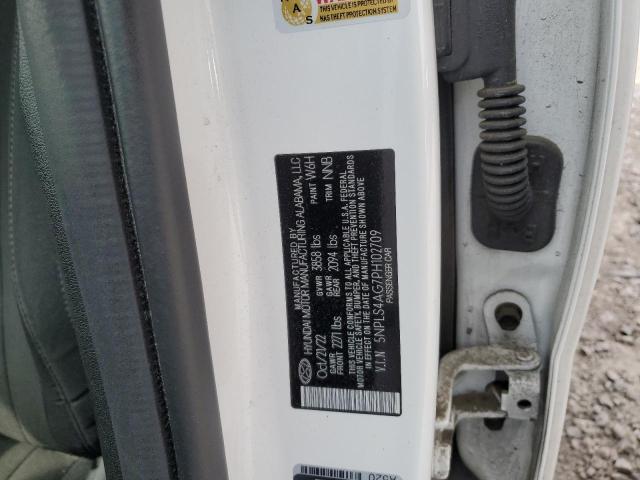 A S
THIS VEHICLE IS PROTECTED BY
HAS THEFT PROTECTION SYSTEM
MANUFACTURED BY
HYUNDAI MOTOR MANUFACTURING ALABAMA, LLC
Oct/21/22 GVWR 3858 lbs PAINT W6H
GAWR FRONT 2271 lbs GAWR REAR 2094 lbs TRIM NNB
THIS VEHICLE CONFORMS TO ALL APPLICABLE U.S.A. FEDERAL
MOTOR VEHICLE SAFETY, BUMPER, AND THEFT PREVENTION STANDARDS
IN EFFECT ON THE DATE OF MANUFACTURE SHOWN ABOVE
V.I.N 5NPLS4AG7PH102709
PASSENGER CAR
A520